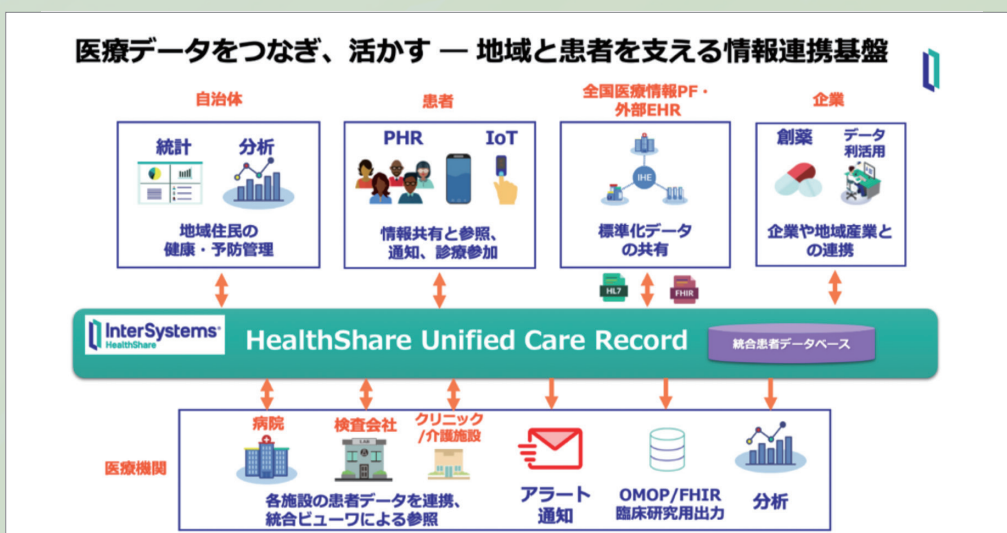 医療データをつなぎ、活かす — 地域と患者を支える情報連携基盤
自治体
患者
全国医療情報PF・
外部EHR
企業
統計 分析
地域住民の
健康・予防管理
PHR IoT
情報共有と参照、
通知、診療参加
IHE
標準化データ
の共有
創薬 データ
利活用
企業や地域産業と
の連携
HL7
FHIR
InterSystems®
HealthShare
HealthShare Unified Care Record
統合患者データベース
医療機関
病院
検査会社
クリニック
/介護施設
各施設の患者データを連携、
統合ビューワによる参照
アラート
通知
OMOP/FHIR
臨床研究用出力
分析